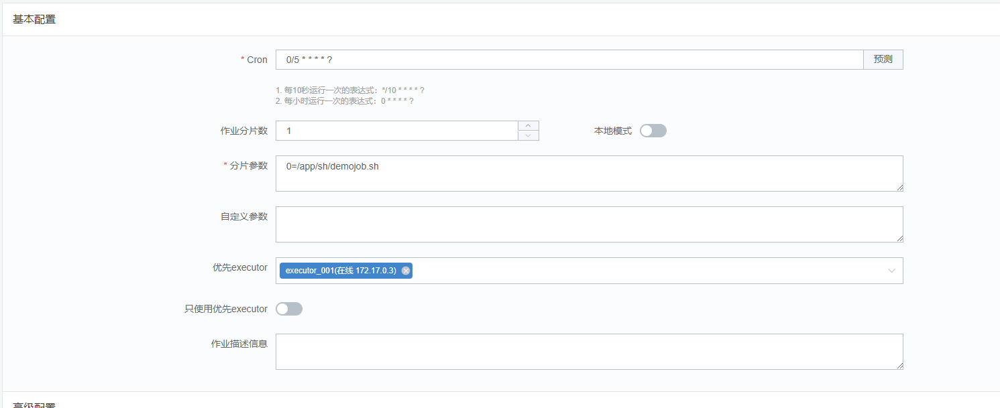 基本配置
* Cron
0/5 * * * * ?
预测
1. 每10秒运行一次的表达式：*/10 * * * * ?
2. 每小时运行一次的表达式：0 * * * * ?
作业分片数
1
本地模式
* 分片参数
0=/app/sh/demojob.sh
自定义参数
优先executor
executor_001(在线 172.17.0.3)
只使用优先executor
作业描述信息
高级配置